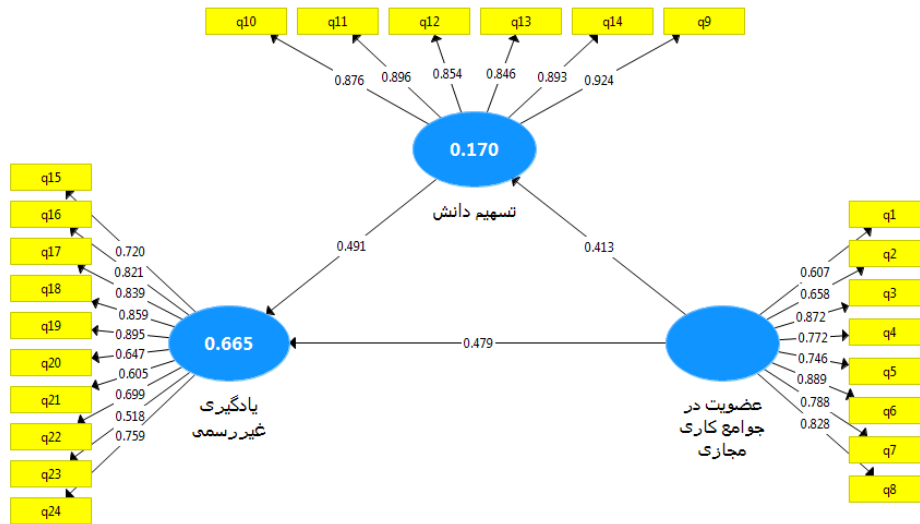 q10 q11 q12 q13 q14 q9
0.876 0.896 0.854 0.846 0.893 0.924
0.170
تسهیم دانش
0.491
0.413
0.479
q15
q16
q17
q18
q19
q20
q21
q22
q23
q24
0.720
0.821
0.839
0.859
0.895
0.647
0.605
0.699
0.518
0.759
0.665
یادگیری
غیررسمی
q1
q2
q3
q4
q5
q6
q7
q8
0.607
0.658
0.872
0.772
0.746
0.889
0.788
0.828
عضویت در
جوامع کاری
مجازی